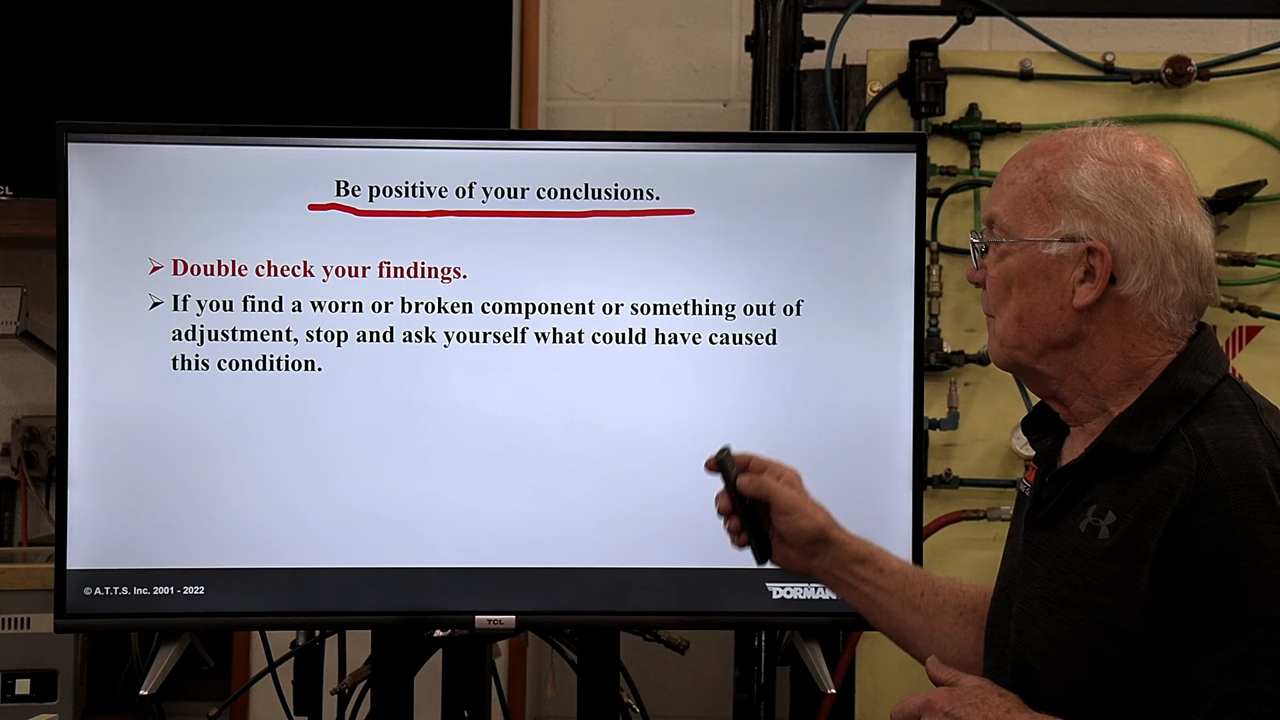 Be positive of your conclusions.
➢ Double check your findings.
➢ If you find a worn or broken component or something out of
adjustment, stop and ask yourself what could have caused
this condition.
© A.T.T.S. Inc. 2001 - 2022
DORMAN
TCL
CL